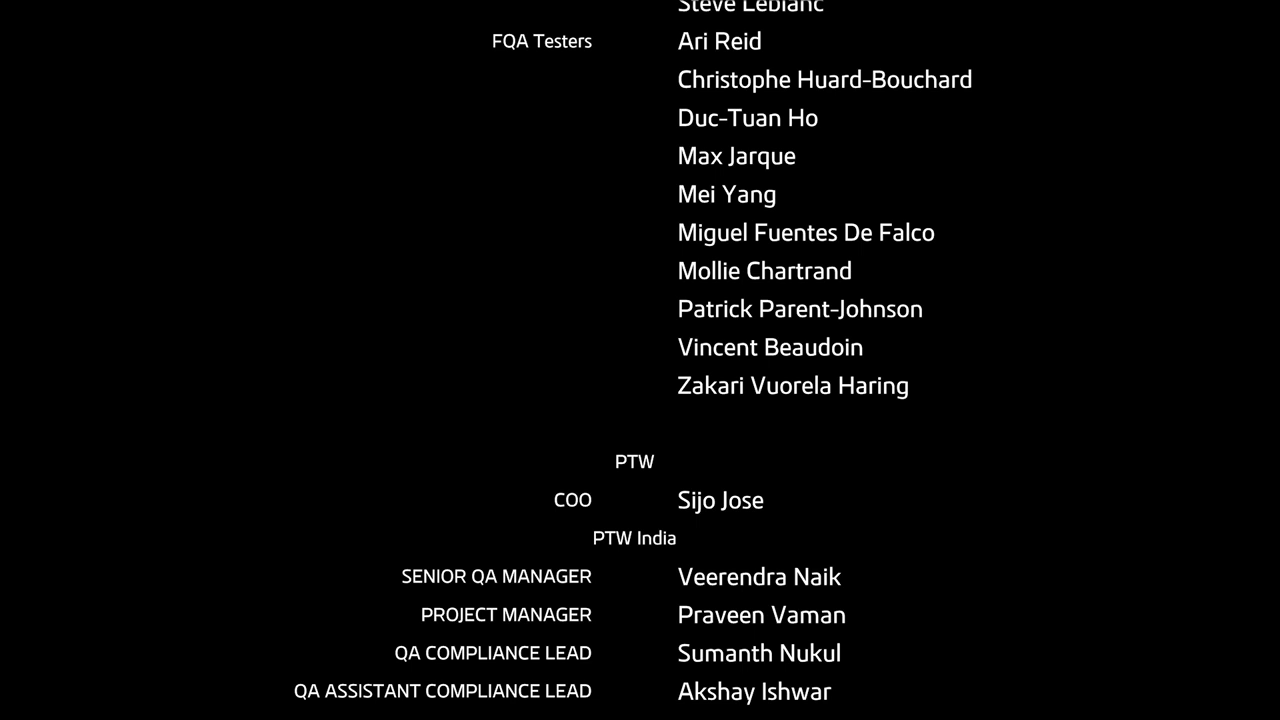 Steve Leblanc
FQA Testers Ari Reid
Christophe Huard-Bouchard
Duc-Tuan Ho
Max Jarque
Mei Yang
Miguel Fuentes De Falco
Mollie Chartrand
Patrick Parent-Johnson
Vincent Beaudoin
Zakari Vuorela Haring
PTW
COO Sijo Jose
PTW India
SENIOR QA MANAGER Veerendra Naik
PROJECT MANAGER Praveen Vaman
QA COMPLIANCE LEAD Sumanth Nukul
QA ASSISTANT COMPLIANCE LEAD Akshay Ishwar